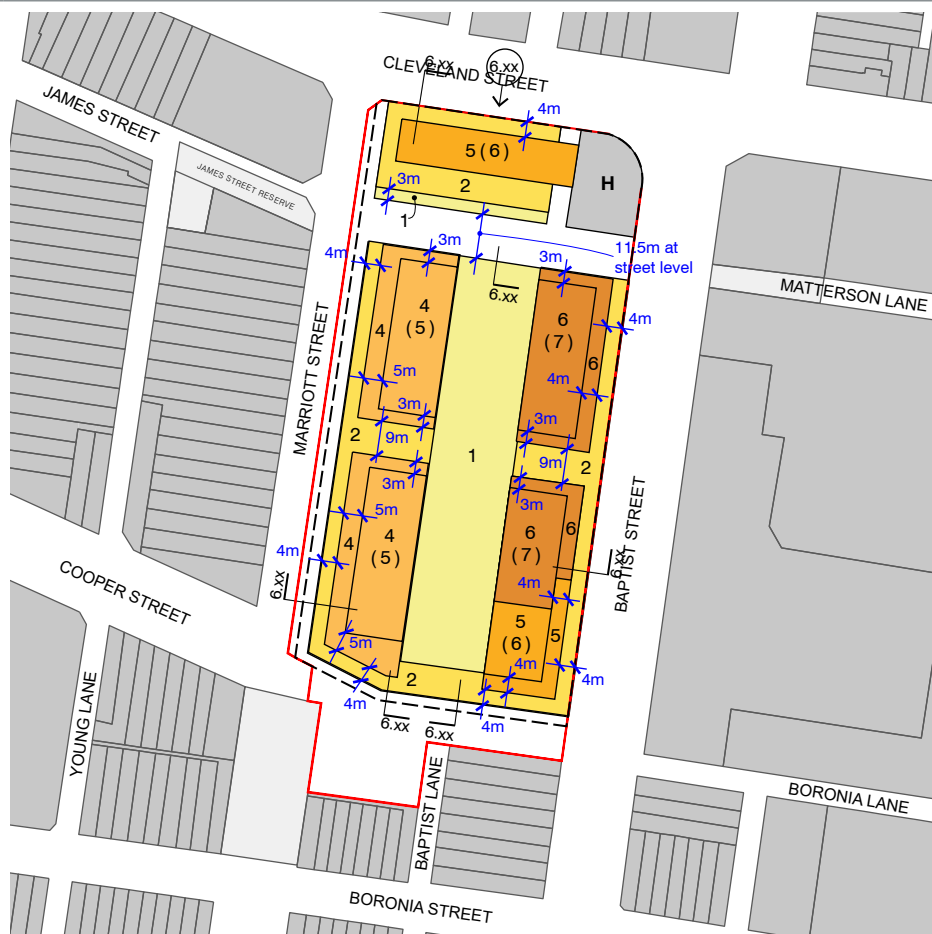 CLEVELAND STREET
6.xx
6.xx
4m
JAMES STREET
5(6)
H
JAMES STREET RESERVE
3m
2
1
3m
11.5m at
street level
4m
3m
6.xx
MATTERSON LANE
4
(5)
6
(7)
4m
4
6
MARRIOTT STREET
5m
4m
3m
3m
2
9m
1
9m
2
3m
3m
5m
4
(5)
6
(7)
6
BAPTIST STREET
4
4m
6.xx
6.xx
4m
COOPER STREET
5
(6)
5
5m
4m
4m
2
4m
6.xx
6.xx
4m
YOUNG LANE
BAPTIST LANE
BORONIA LANE
BORONIA STREET